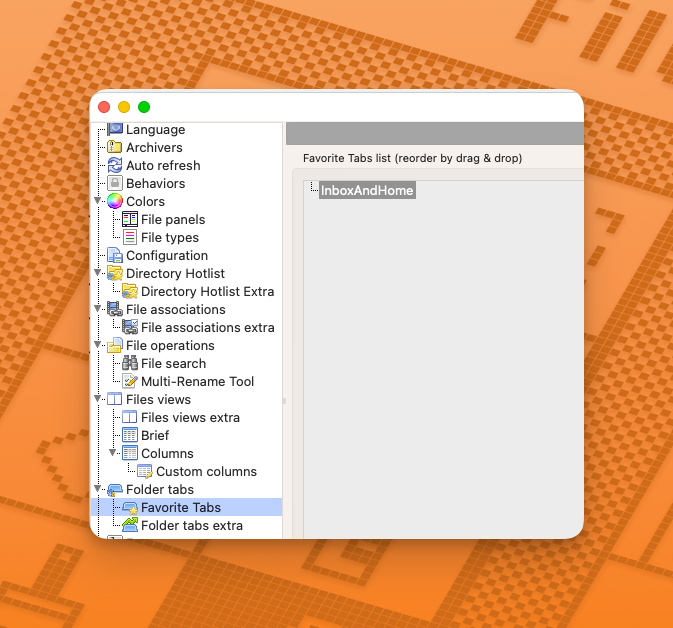 Language
Archivers
Auto refresh
Behaviors
Colors
File panels
File types
Configuration
Directory Hotlist
Directory Hotlist Extra
File associations
File associations extra
File operations
File search
Multi-Rename Tool
Files views
Files views extra
Brief
Columns
Custom columns
Folder tabs
Favorite Tabs
Folder tabs extra
Favorite Tabs list (reorder by drag & drop)
InboxAndHome